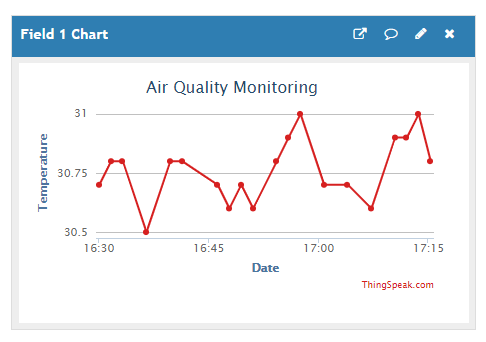 Field 1 Chart
Air Quality Monitoring
Temperature
31
30.75
30.5
16:30 16:45 17:00 17:15
Date
ThingSpeak.com